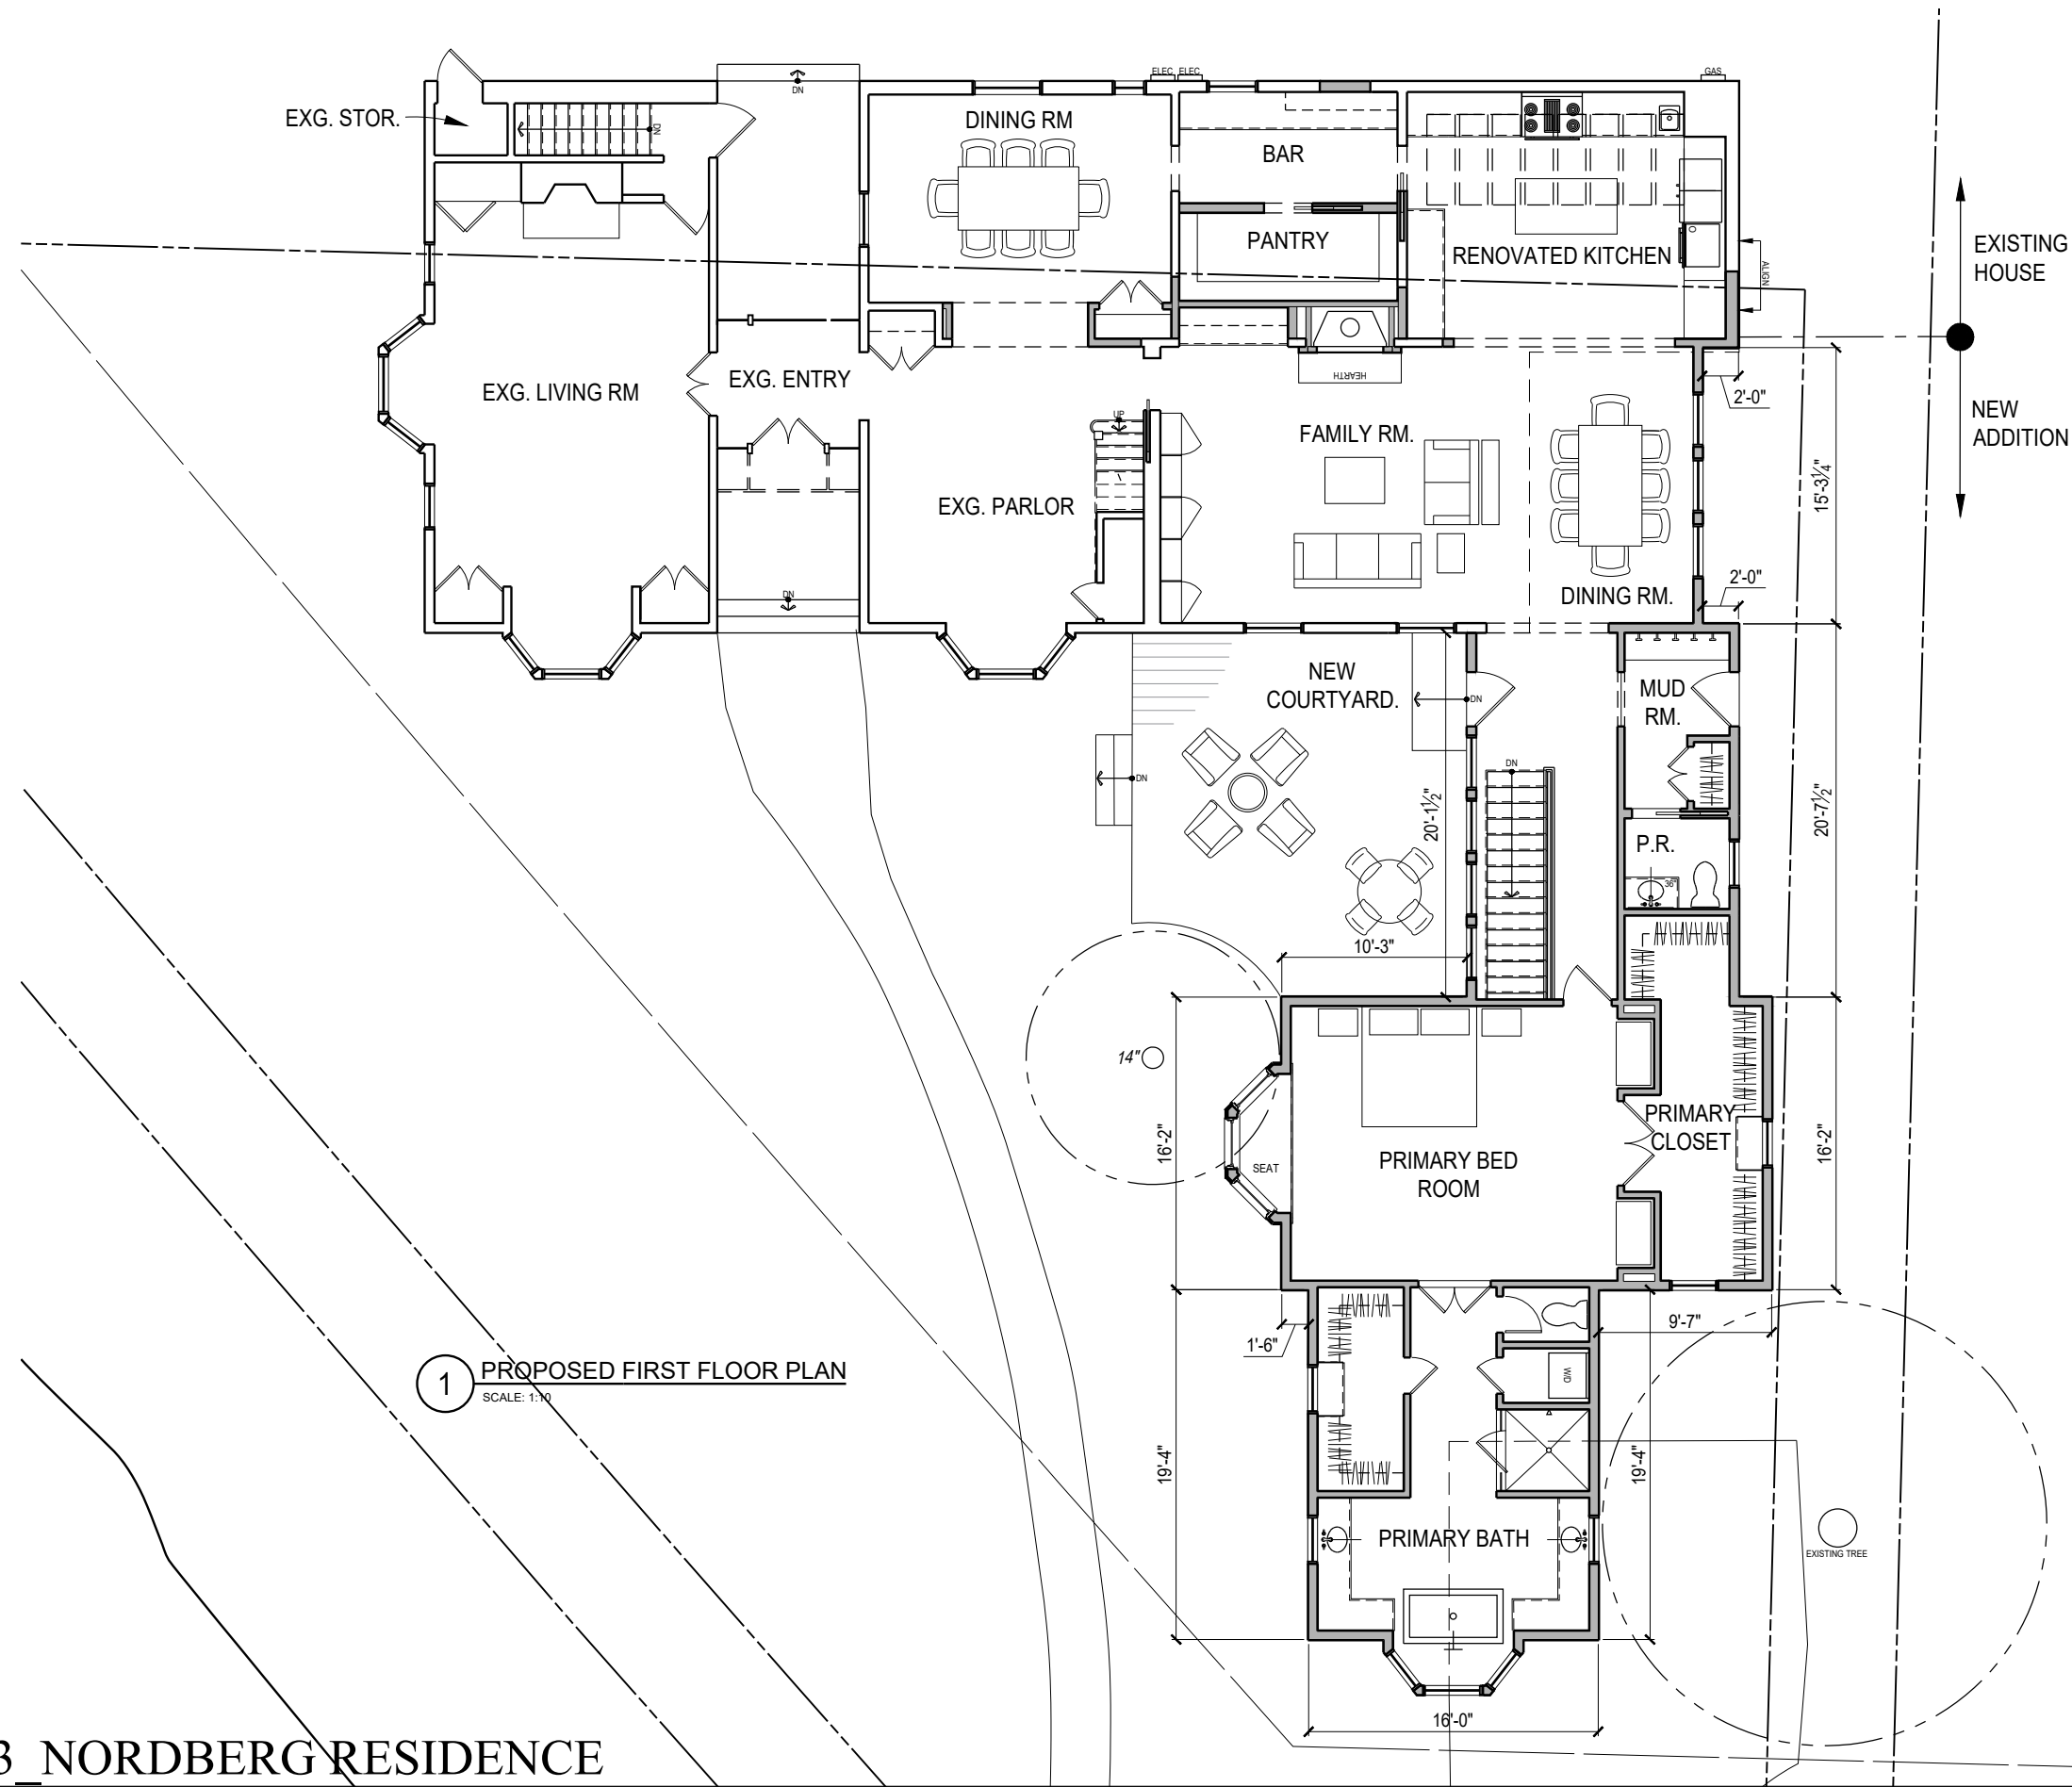 ELEC ELEC
GAS
DN
EXG. STOR.
DN
DINING RM
BAR
PANTRY
RENOVATED KITCHEN
ALIGN
EXISTING
HOUSE
NEW
ADDITION
EXG. LIVING RM
EXG. ENTRY
HEARTH
2'-0"
UP
FAMILY RM.
15'-3¼"
EXG. PARLOR
DN
DINING RM.
2'-0"
NEW
COURTYARD.
DN
MUD
RM.
DN
DN
20'-1½"
20'-7½"
P.R.
36"
10'-3"
14"
SEAT
16'-2"
PRIMARY BED
ROOM
PRIMARY
CLOSET
16'-2"
1'-6"
9'-7"
W/D
1
PROPOSED FIRST FLOOR PLAN
SCALE: 1:10
19'-4"
19'-4"
PRIMARY BATH
EXISTING TREE
16'-0"
3_NORDBERG RESIDENCE